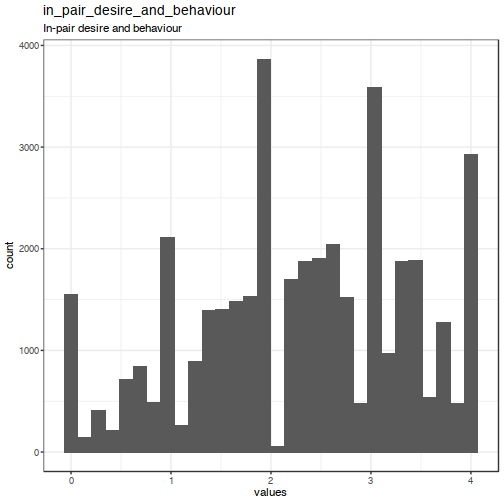 in_pair_desire_and_behaviour
In-pair desire and behaviour
4000
3000
2000
1000
0
count
0 1 2 3 4
values